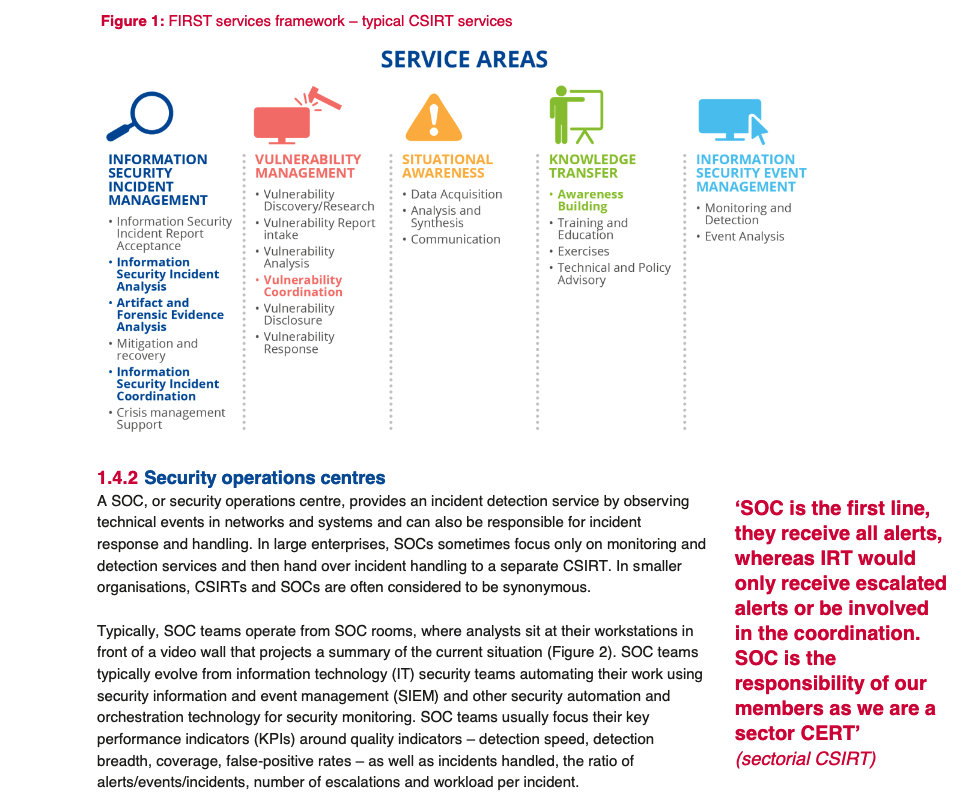 Figure 1: FIRST services framework – typical CSIRT services
SERVICE AREAS
INFORMATION
SECURITY
INCIDENT
MANAGEMENT
• Information Security
Incident Report
Acceptance
• Information
Security Incident
Analysis
• Artifact and
Forensic Evidence
Analysis
• Mitigation and
recovery
• Information
Security Incident
Coordination
• Crisis management
Support
VULNERABILITY
MANAGEMENT
• Vulnerability
Discovery/Research
• Vulnerability Report
intake
• Vulnerability
Analysis
• Vulnerability
Coordination
• Vulnerability
Disclosure
• Vulnerability
Response
SITUATIONAL
AWARENESS
• Data Acquisition
• Analysis and
Synthesis
• Communication
KNOWLEDGE
TRANSFER
• Awareness
Building
• Training and
Education
• Exercises
• Technical and Policy
Advisory
INFORMATION
SECURITY EVENT
MANAGEMENT
• Monitoring and
Detection
• Event Analysis
1.4.2 Security operations centres
A SOC, or security operations centre, provides an incident detection service by observing
technical events in networks and systems and can also be responsible for incident
response and handling. In large enterprises, SOCs sometimes focus only on monitoring and
detection services and then hand over incident handling to a separate CSIRT. In smaller
organisations, CSIRTs and SOCs are often considered to be synonymous.
Typically, SOC teams operate from SOC rooms, where analysts sit at their workstations in
front of a video wall that projects a summary of the current situation (Figure 2). SOC teams
typically evolve from information technology (IT) security teams automating their work using
security information and event management (SIEM) and other security automation and
orchestration technology for security monitoring. SOC teams usually focus their key
performance indicators (KPIs) around quality indicators – detection speed, detection
breadth, coverage, false-positive rates – as well as incidents handled, the ratio of
alerts/events/incidents, number of escalations and workload per incident.
‘SOC is the first line,
they receive all alerts,
whereas IRT would
only receive escalated
alerts or be involved
in the coordination.
SOC is the
responsibility of our
members as we are a
sector CERT’
(sectorial CSIRT)